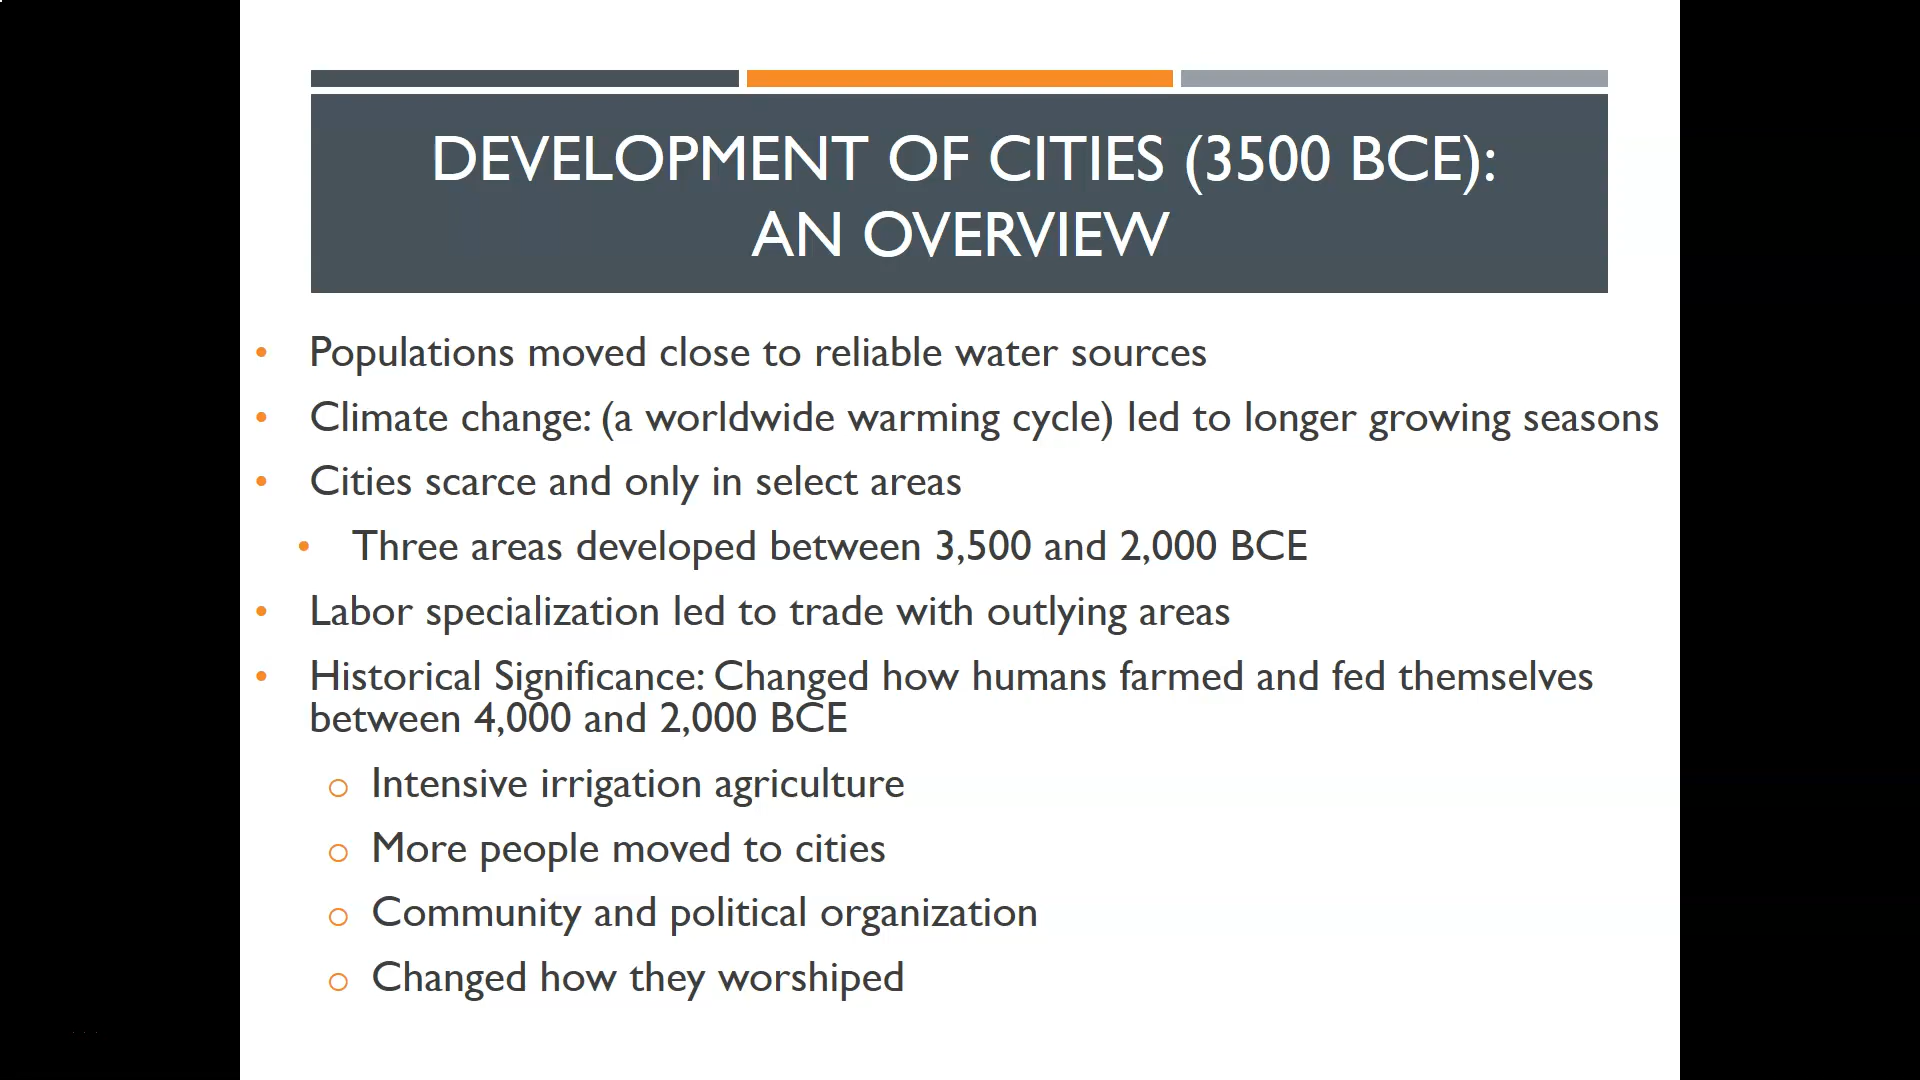 DEVELOPMENT OF CITIES (3500 BCE):
AN OVERVIEW
• Populations moved close to reliable water sources
• Climate change: (a worldwide warming cycle) led to longer growing seasons
• Cities scarce and only in select areas
• Three areas developed between 3,500 and 2,000 BCE
• Labor specialization led to trade with outlying areas
• Historical Significance: Changed how humans farmed and fed themselves
between 4,000 and 2,000 BCE
o Intensive irrigation agriculture
o More people moved to cities
o Community and political organization
o Changed how they worshiped